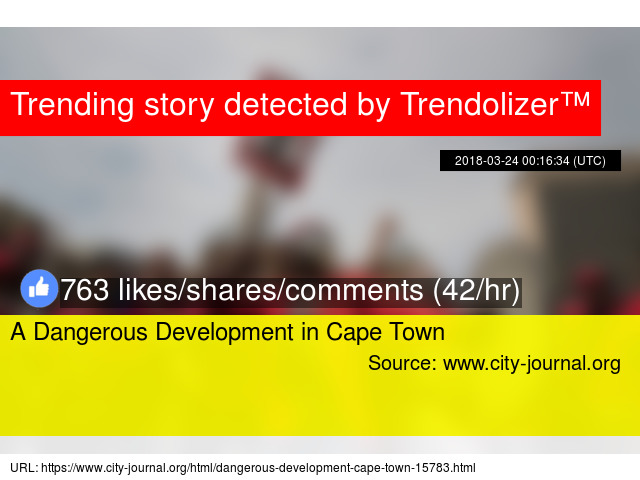 Trending story detected by Trendolizer™
2018-03-24 00:16:34 (UTC)
763 likes/shares/comments (42/hr)
A Dangerous Development in Cape Town
Source: www.city-journal.org
URL: https://www.city-journal.org/html/dangerous-development-cape-town-15783.html